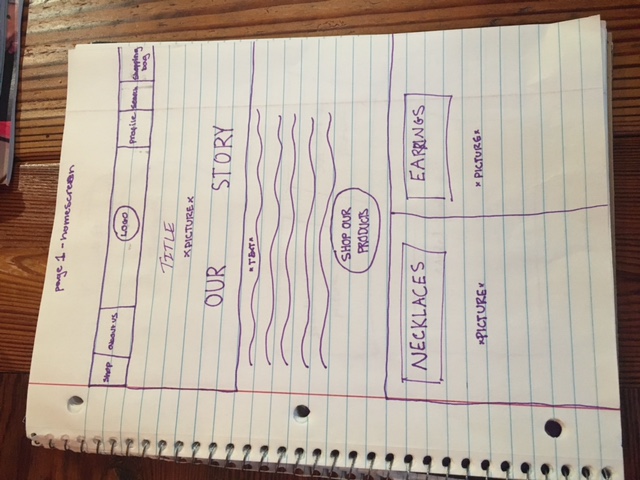 page 1 - homescreen
shop about us LOGO profile search shopping bag
TITLE
*PICTURE*
OUR STORY
*TEXT*
SHOP OUR
PRODUCTS
NECKLACES EARRINGS
*PICTURE* *PICTURE*